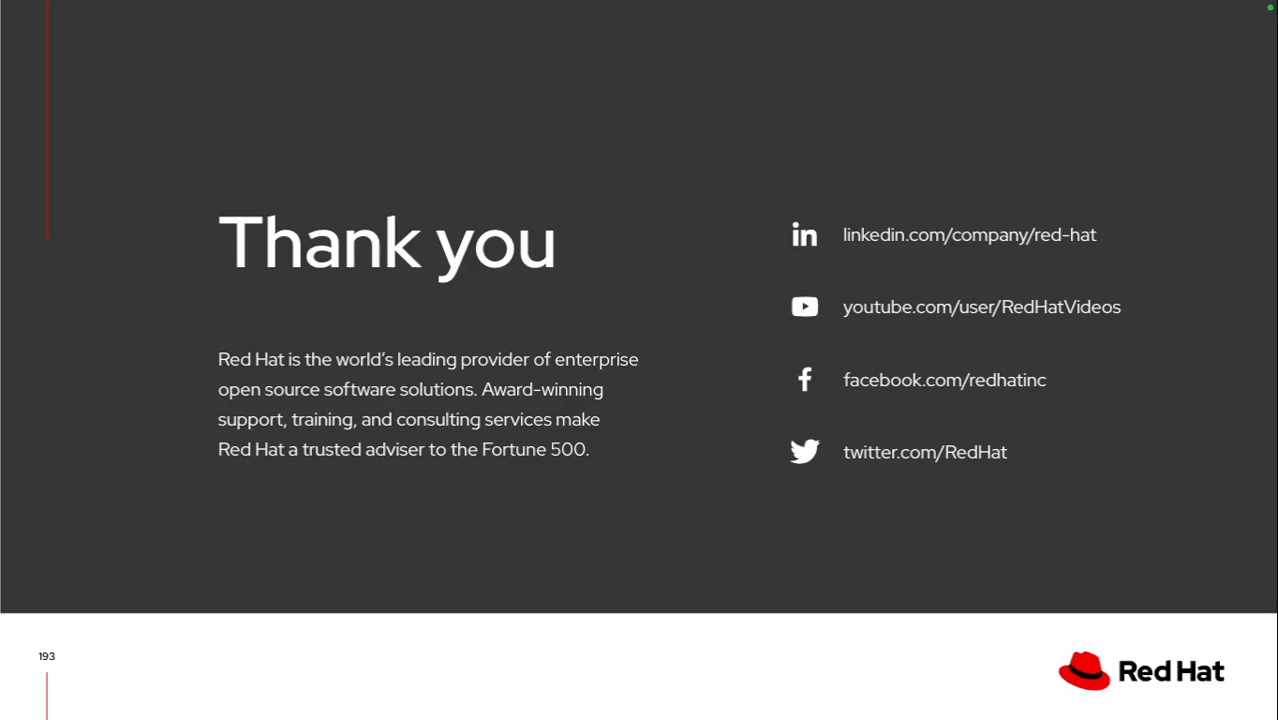 Thank you
Red Hat is the world’s leading provider of enterprise
open source software solutions. Award-winning
support, training, and consulting services make
Red Hat a trusted adviser to the Fortune 500.
linkedin.com/company/red-hat
youtube.com/user/RedHatVideos
facebook.com/redhatinc
twitter.com/RedHat
193
Red Hat